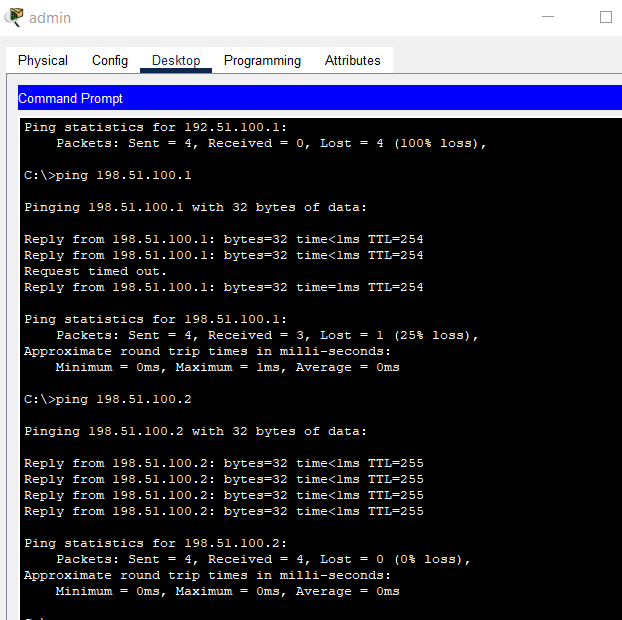 admin
Physical Config Desktop Programming Attributes
Command Prompt
Ping statistics for 192.51.100.1:
    Packets: Sent = 4, Received = 0, Lost = 4 (100% loss),
C:\>ping 198.51.100.1
Pinging 198.51.100.1 with 32 bytes of data:
Reply from 198.51.100.1: bytes=32 time<1ms TTL=254
Reply from 198.51.100.1: bytes=32 time<1ms TTL=254
Request timed out.
Reply from 198.51.100.1: bytes=32 time=1ms TTL=254
Ping statistics for 198.51.100.1:
    Packets: Sent = 4, Received = 3, Lost = 1 (25% loss),
Approximate round trip times in milli-seconds:
    Minimum = 0ms, Maximum = 1ms, Average = 0ms
C:\>ping 198.51.100.2
Pinging 198.51.100.2 with 32 bytes of data:
Reply from 198.51.100.2: bytes=32 time<1ms TTL=255
Reply from 198.51.100.2: bytes=32 time<1ms TTL=255
Reply from 198.51.100.2: bytes=32 time<1ms TTL=255
Reply from 198.51.100.2: bytes=32 time<1ms TTL=255
Ping statistics for 198.51.100.2:
    Packets: Sent = 4, Received = 4, Lost = 0 (0% loss),
Approximate round trip times in milli-seconds:
    Minimum = 0ms, Maximum = 0ms, Average = 0ms